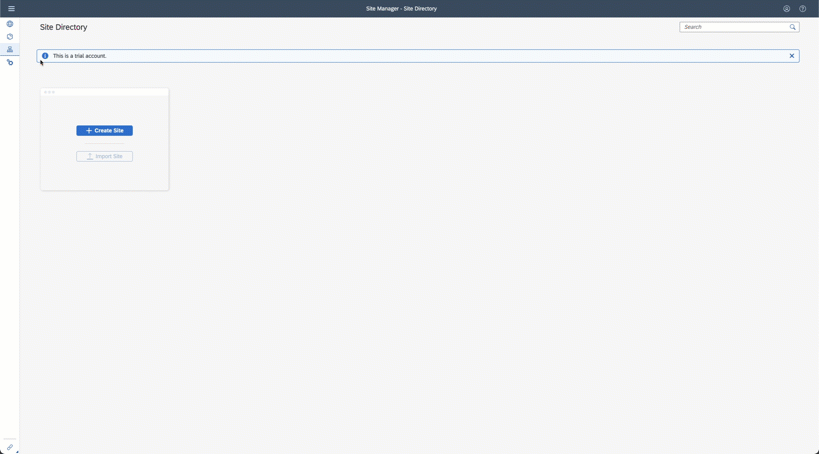 Site Manager - Site Directory
Site Directory
Search
This is a trial account.
Create Site
Import Site